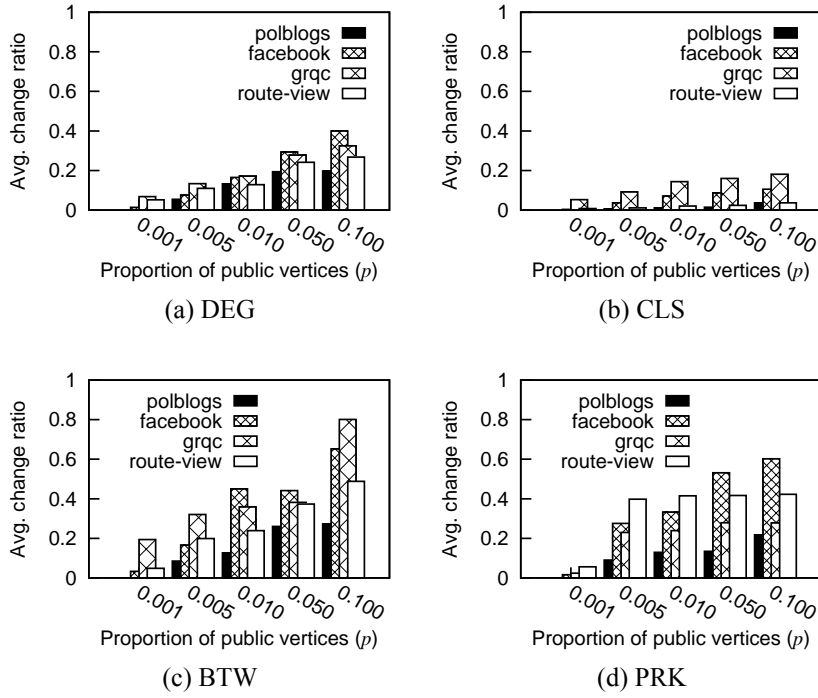 Avg. change ratio
1
0.8
0.6
0.4
0.2
0
polblogs
facebook
grqc
route-view
0.001
0.005
0.010
0.050
0.100
Proportion of public vertices (p)
(a) DEG
Avg. change ratio
1
0.8
0.6
0.4
0.2
0
polblogs
facebook
grqc
route-view
0.001
0.005
0.010
0.050
0.100
Proportion of public vertices (p)
(b) CLS
Avg. change ratio
1
0.8
0.6
0.4
0.2
0
polblogs
facebook
grqc
route-view
0.001
0.005
0.010
0.050
0.100
Proportion of public vertices (p)
(c) BTW
Avg. change ratio
1
0.8
0.6
0.4
0.2
0
polblogs
facebook
grqc
route-view
0.001
0.005
0.010
0.050
0.100
Proportion of public vertices (p)
(d) PRK